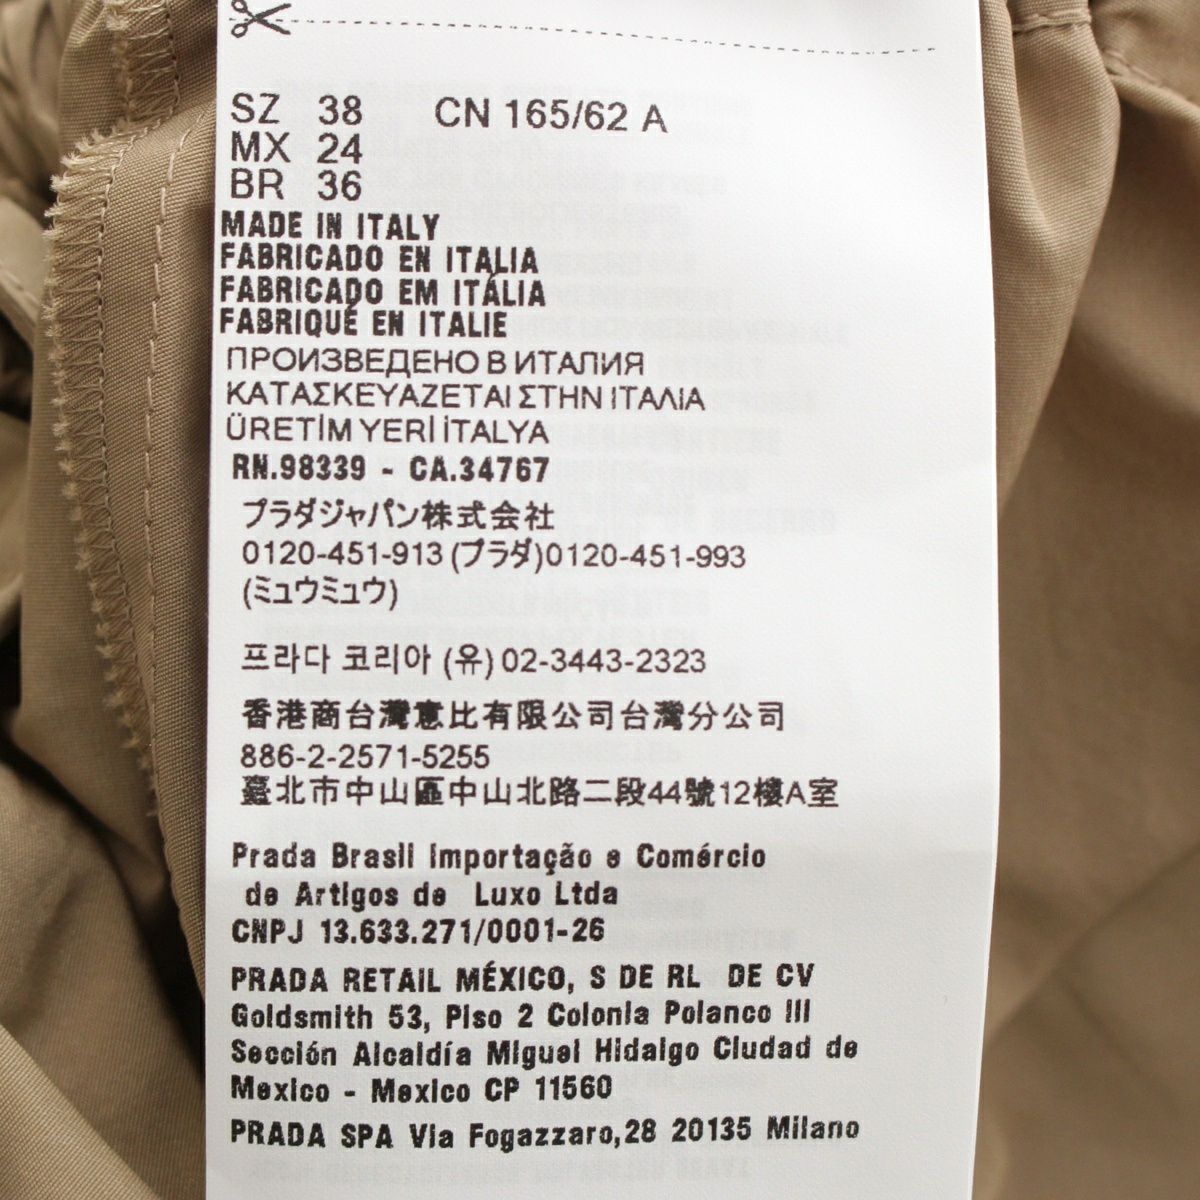 SZ 38 CN 165/62 A
MX 24
BR 36
MADE IN ITALY
FABRICADO EN ITALIA
FABRICADO EM ITÁLIA
FABRIQUÉ EN ITALIE
ПРОИЗВЕДЕНО В ИТАЛИЯ
ΚΑΤΑΣΚΕΥΑΖΕΤΑΙ ΣΤΗΝ ΙΤΑΛΙΑ
ÜRETİM YERİ İTALYA
RN.98339 - CA.34767
プラダジャパン株式会社
0120-451-913 (プラダ)0120-451-993
(ミュウミュウ)
프라다 코리아 (유) 02-3443-2323
香港商台灣意比有限公司台灣分公司
886-2-2571-5255
臺北市中山區中山北路二段44號12樓A室
Prada Brasil Importação e Comércio
de Artigos de Luxo Ltda
CNPJ 13.633.271/0001-26
PRADA RETAIL MÉXICO, S DE RL DE CV
Goldsmith 53, Piso 2 Colonia Polanco III
Sección Alcaldía Miguel Hidalgo Ciudad de
Mexico - Mexico CP 11560
PRADA SPA Via Fogazzaro,28 20135 Milano